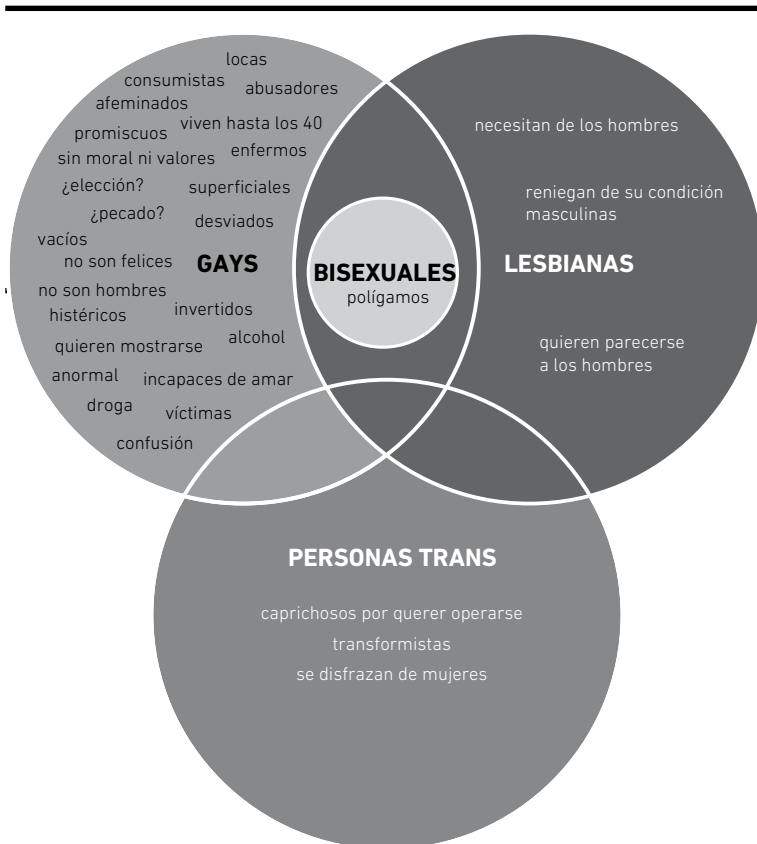 locas
consumistas
abusadores
afeminados
viven hasta los 40
promiscuos
enfermos
sin moral ni valores
¿elección?
superficiales
¿pecado?
desviados
vacíos
no son felices
GAYS
no son hombres
invertidos
histéricos
alcohol
quieren mostrarse
anormal
incapaces de amar
droga
víctimas
confusión
BISEXUALES
polígamos
necesitan de los hombres
reniegan de su condición
masculinas
LESBIANAS
quieren parecerse
a los hombres
PERSONAS TRANS
caprichosos por querer operarse
transformistas
se disfrazan de mujeres